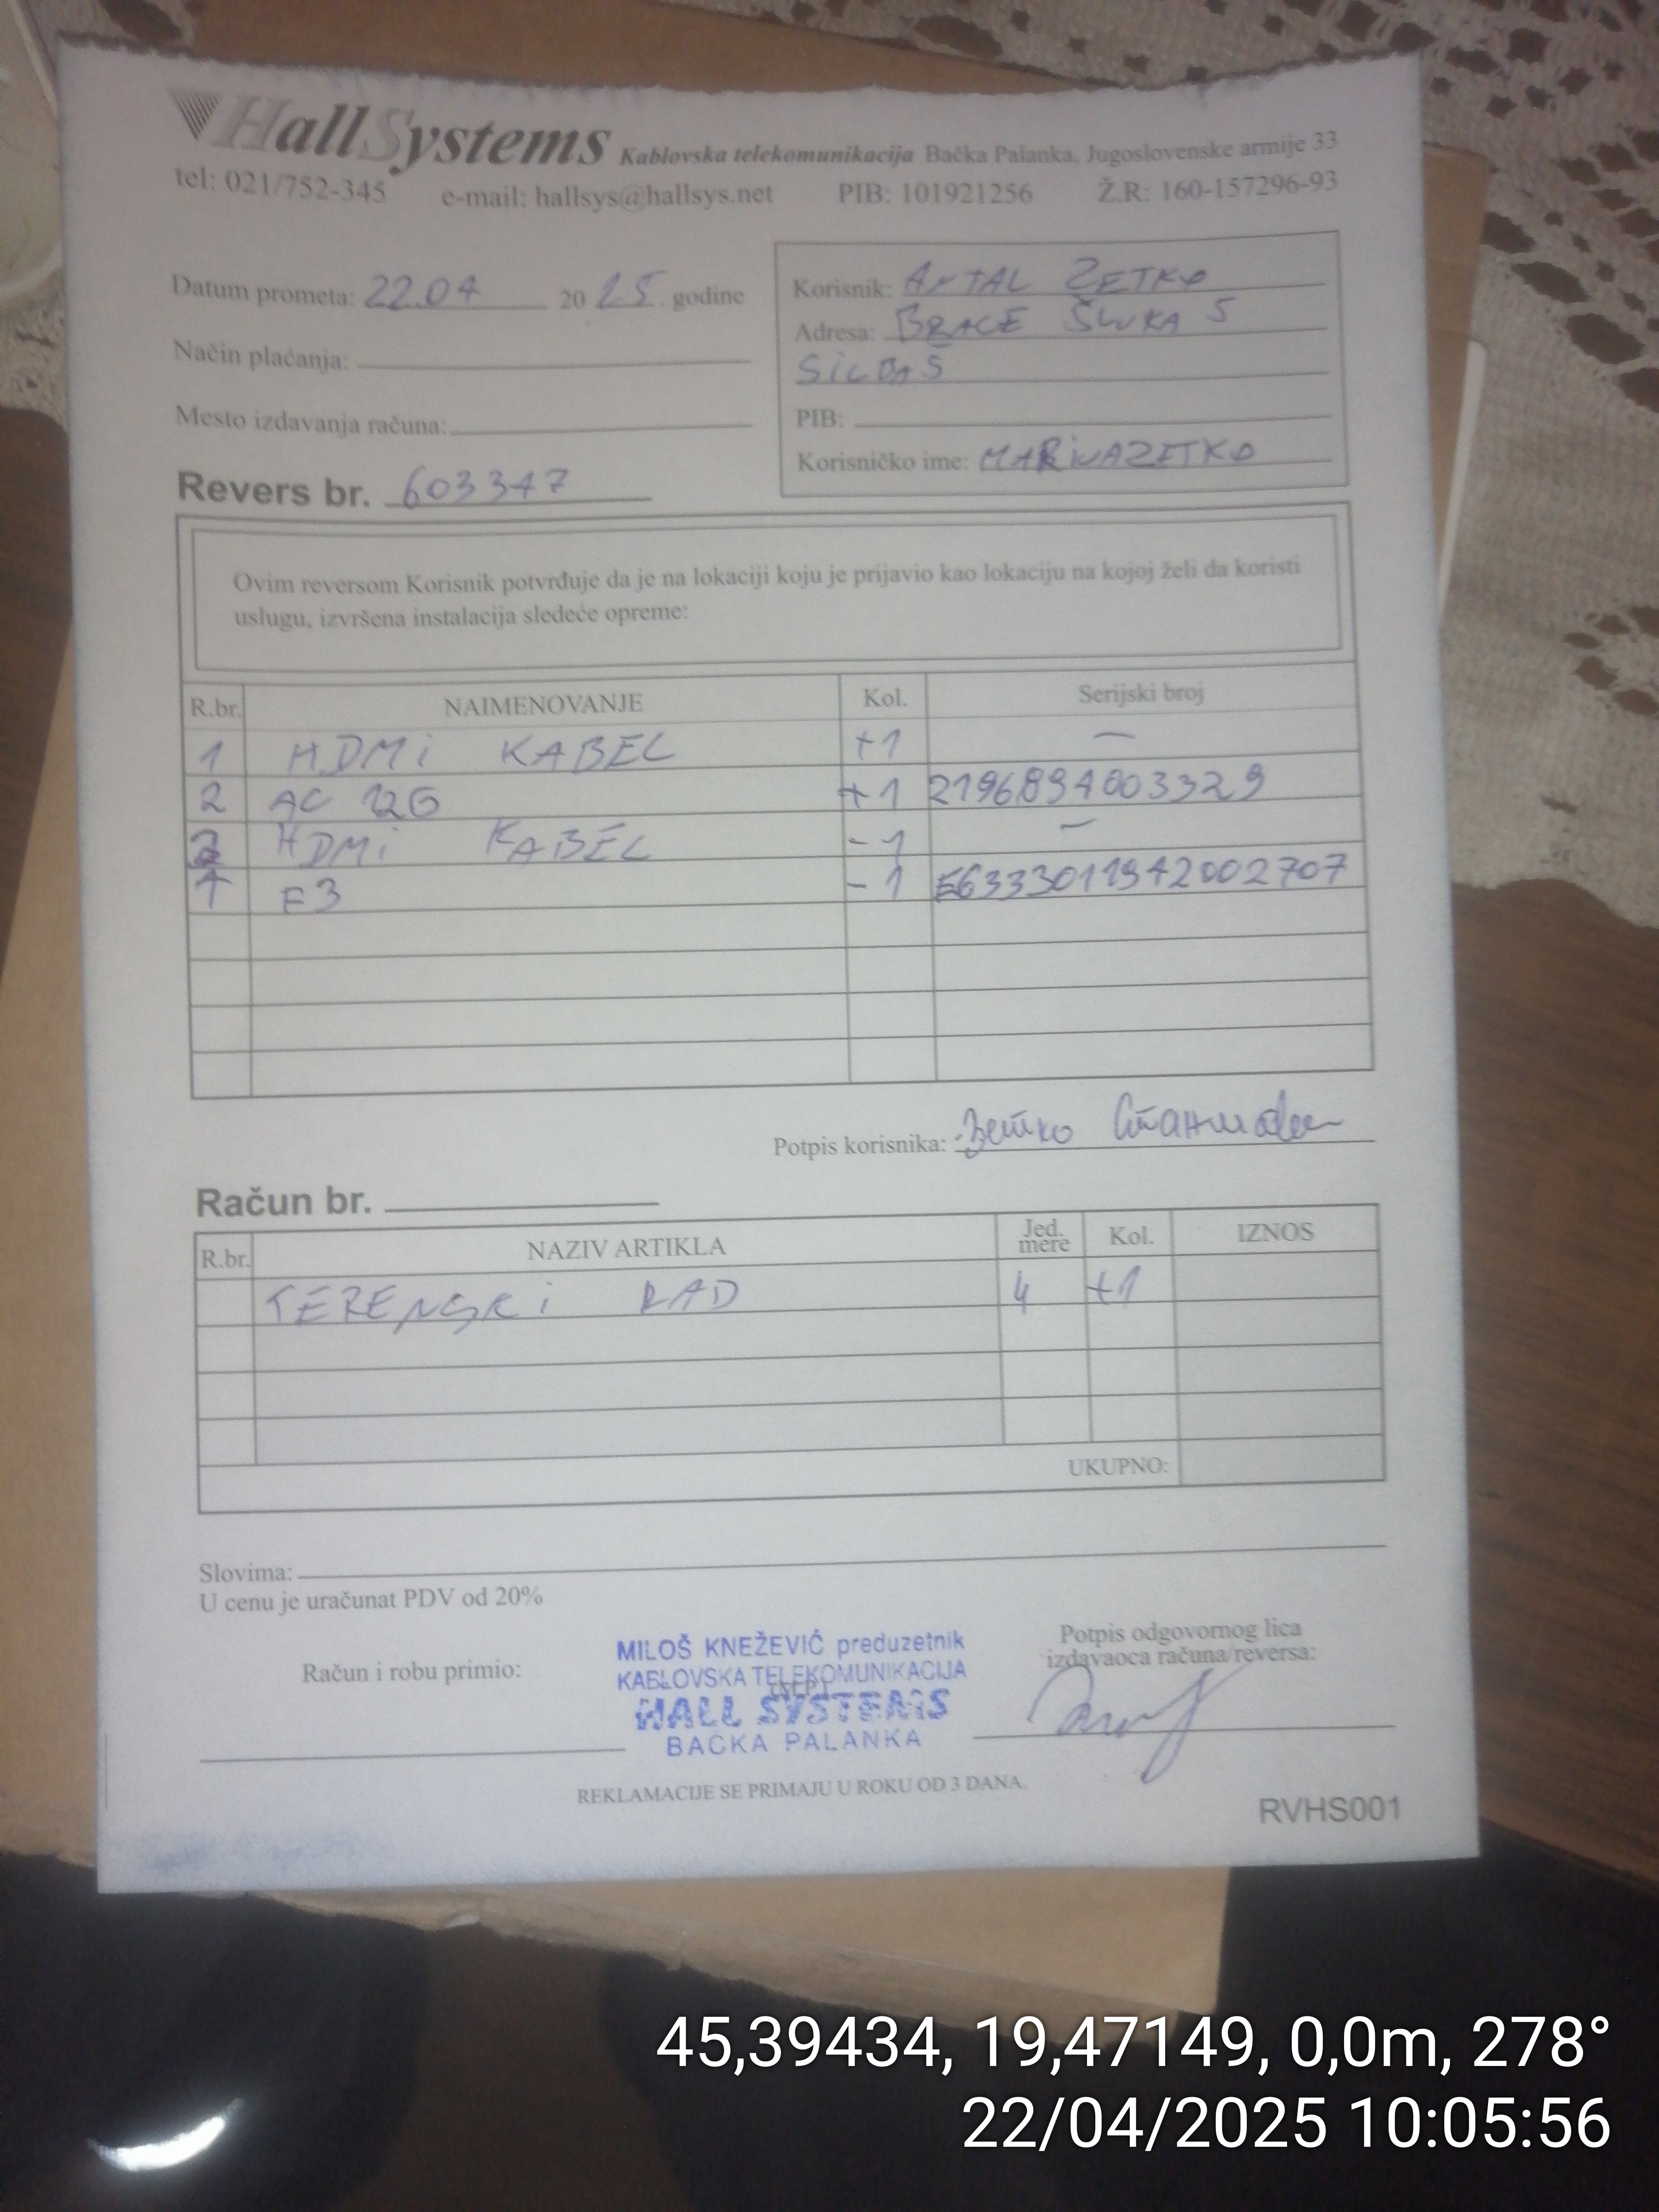 HallSystems Kablovska telekomunikacija Bačka Palanka, Jugoslovenske armije 33
tel: 021/752-345 e-mail: hallsys@hallsys.net PIB: 101921256 Ž.R: 160-157296-93
Datum prometa: 22.04 2025. godine
Način plaćanja:
Mesto izdavanja računa:
Revers br. 603347
Korisnik: ANTAL ZETKO
Adresa: BRAĆE 5
SILBAŠ
PIB:
Korisničko ime: MARINAZETKO
Ovim reversom Korisnik potvrđuje da je na lokaciji koju je prijavio kao lokaciju na kojoj želi da koristi
uslugu, izvršena instalacija sledeće opreme:
R.br. NAIMENOVANJE Kol. Serijski broj
1 HDMi KABEL +1 —
2 AC 12G +1 2196894003329
3 HDMi KABEL -1 —
4 E3 -1 E6333011942002707
Potpis korisnika: Зетко
Račun br.
R.br. NAZIV ARTIKLA Jed. mere Kol. IZNOS
TERENSKi RAD 4 +1
UKUPNO:
Slovima:
U cenu je uračunat PDV od 20%
Račun i robu primio:
MILOŠ KNEŽEVIĆ preduzetnik
KABLOVSKA TELEKOMUNIKACIJA
HALL SYSTEMS
BAČKA PALANKA
Potpis odgovornog lica
izdavaoca računa/reversa:
REKLAMACIJE SE PRIMAJU U ROKU OD 3 DANA.
RVHS001
45,39434, 19,47149, 0,0m, 278°
22/04/2025 10:05:56